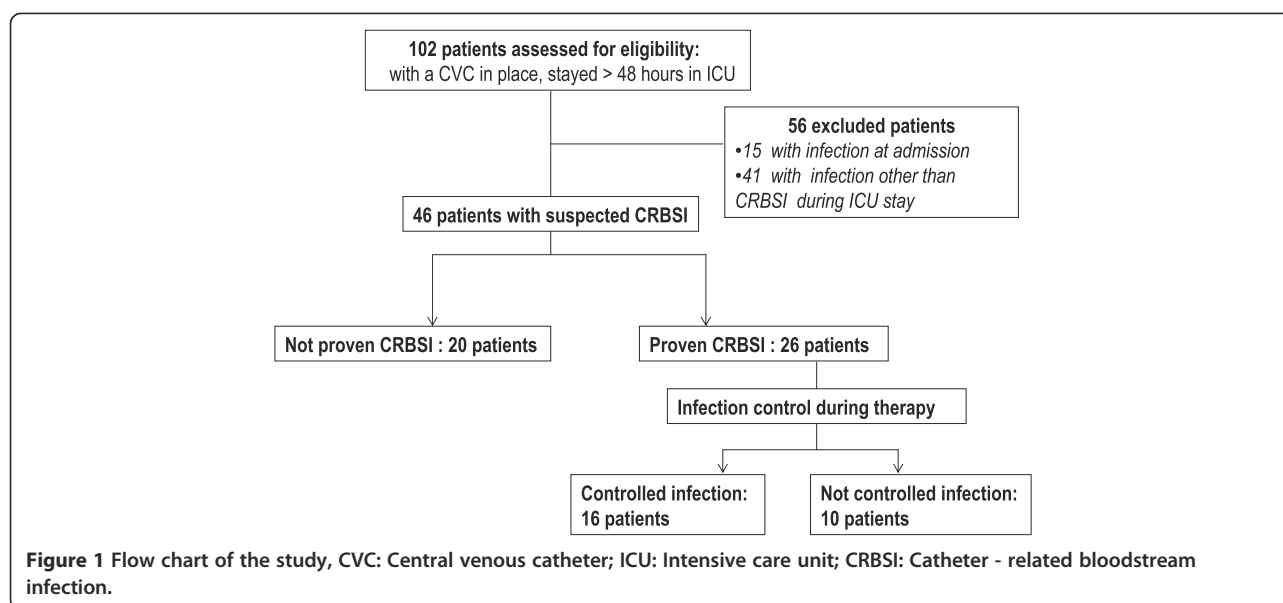 102 patients assessed for eligibility:
with a CVC in place, stayed > 48 hours in ICU
56 excluded patients
•15 with infection at admission
•41 with infection other than
CRBSI during ICU stay
46 patients with suspected CRBSI
Not proven CRBSI : 20 patients
Proven CRBSI : 26 patients
Infection control during therapy
Controlled infection:
16 patients
Not controlled infection:
10 patients
Figure 1 Flow chart of the study, CVC: Central venous catheter; ICU: Intensive care unit; CRBSI: Catheter - related bloodstream
infection.